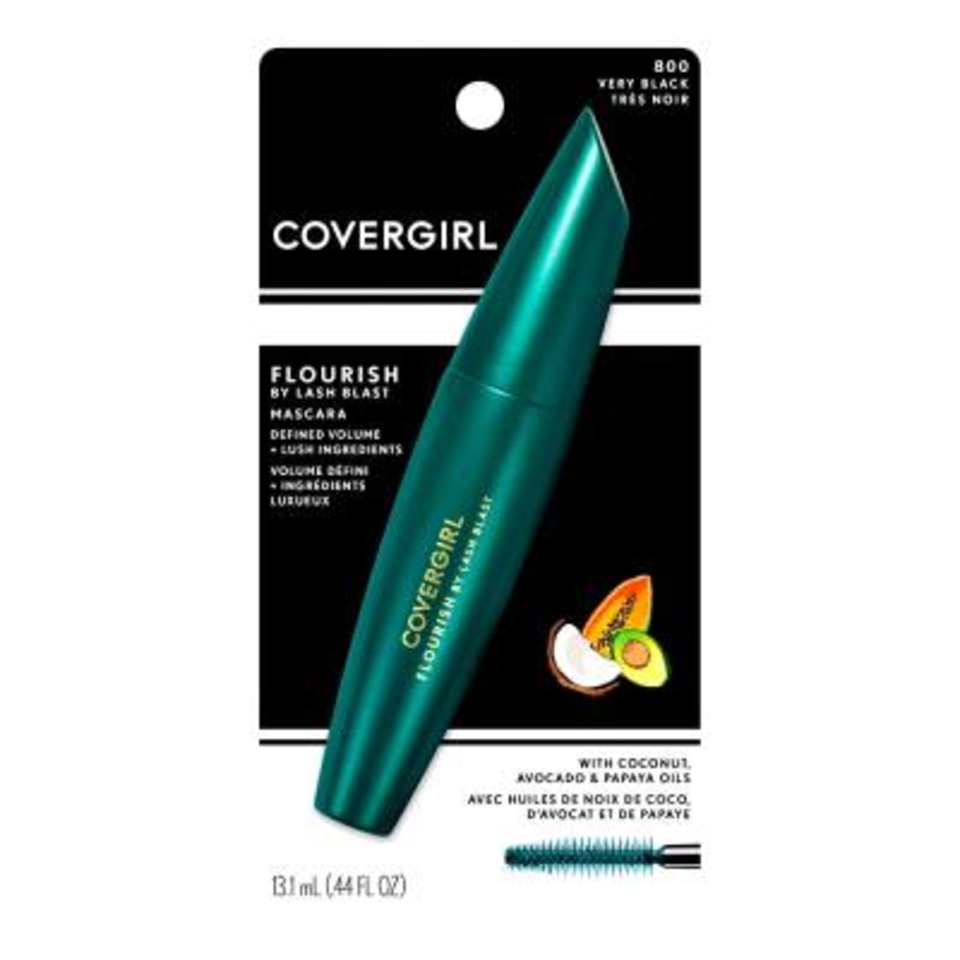 800
VERY BLACK
TRÈS NOIR
COVERGIRL
FLOURISH
BY LASH BLAST
MASCARA
DEFINED VOLUME
+ LUSH INGREDIENTS
VOLUME DÉFINI
+ INGRÉDIENTS
LUXUEUX
COVERGIRL
FLOURISH BY LASH BLAST
WITH COCONUT,
AVOCADO & PAPAYA OILS
AVEC HUILES DE NOIX DE COCO,
D'AVOCAT ET DE PAPAYE
13.1 mL (.44 FL OZ)